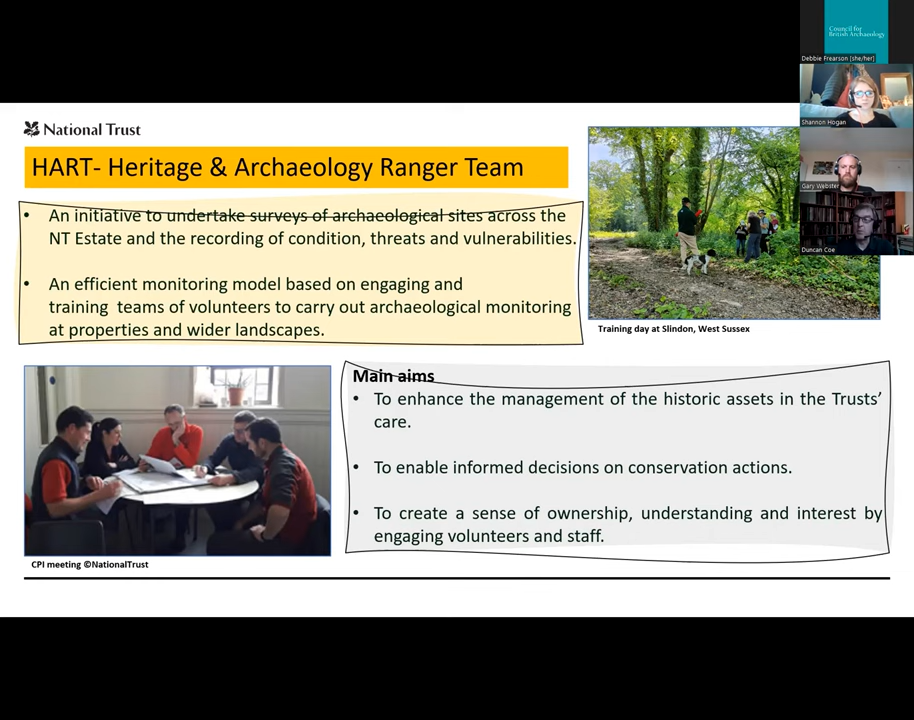 Council for
British Archaeology
Debbie Frearson [she/her]
Shannon Hogan
Gary Webster
Duncan Coe
National Trust
HART- Heritage & Archaeology Ranger Team
• An initiative to undertake surveys of archaeological sites across the
NT Estate and the recording of condition, threats and vulnerabilities.
• An efficient monitoring model based on engaging and
training teams of volunteers to carry out archaeological monitoring
at properties and wider landscapes.
Training day at Slindon, West Sussex
Main aims
• To enhance the management of the historic assets in the Trusts’
care.
• To enable informed decisions on conservation actions.
• To create a sense of ownership, understanding and interest by
engaging volunteers and staff.
CPI meeting ©NationalTrust